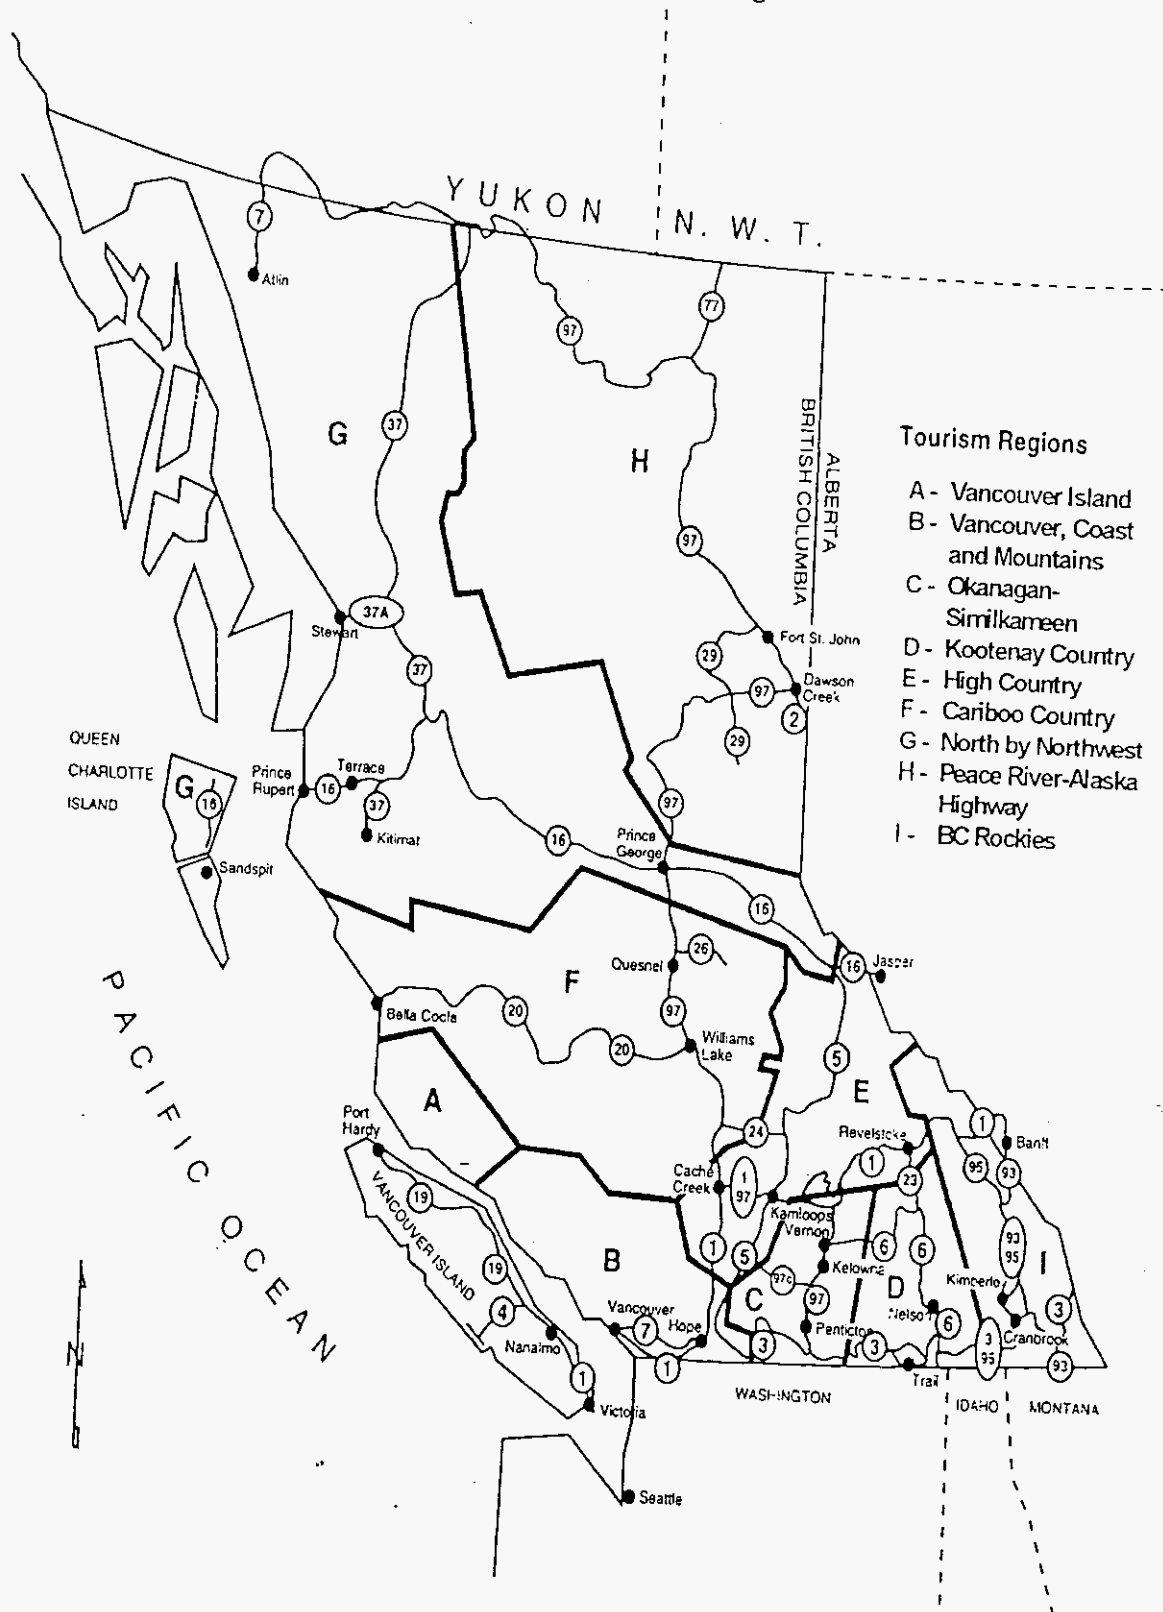 YUKON
N. W. T.
7
Atlin
97
77
37
G
H
BRITISH COLUMBIA
ALBERTA
Tourism Regions
A - Vancouver Island
B - Vancouver, Coast
and Mountains
C - Okanagan-
Similkameen
D - Kootenay Country
E - High Country
F - Cariboo Country
G - North by Northwest
H - Peace River-Alaska
Highway
I - BC Rockies
97
37A
Stewart
37
Fort St. John
29
97
Dawson
Creek
2
29
QUEEN
CHARLOTTE
ISLAND
G
16
Sandspit
Prince
Rupert
16
Terrace
37
Kitimat
97
16
Prince
George
16
16
Jasper
26
Quesnel
F
97
Bella Coola
20
20
Williams
Lake
5
E
PACIFIC OCEAN
A
Port
Hardy
24
Revelstoke
1
1
Banff
95
93
23
Cache
Creek
1
97
Kamloops
Vernon
19
VANCOUVER ISLAND
19
B
1
5
6
6
93
95
I
97c
Kelowna
C
97
D
Kimberle
Nelson
6
3
Cranbrook
4
Nanaimo
Vancouver
7
Hope
3
Penticton
3
3
95
1
93
Trail
1
Victoria
WASHINGTON
IDAHO
MONTANA
N
Seattle